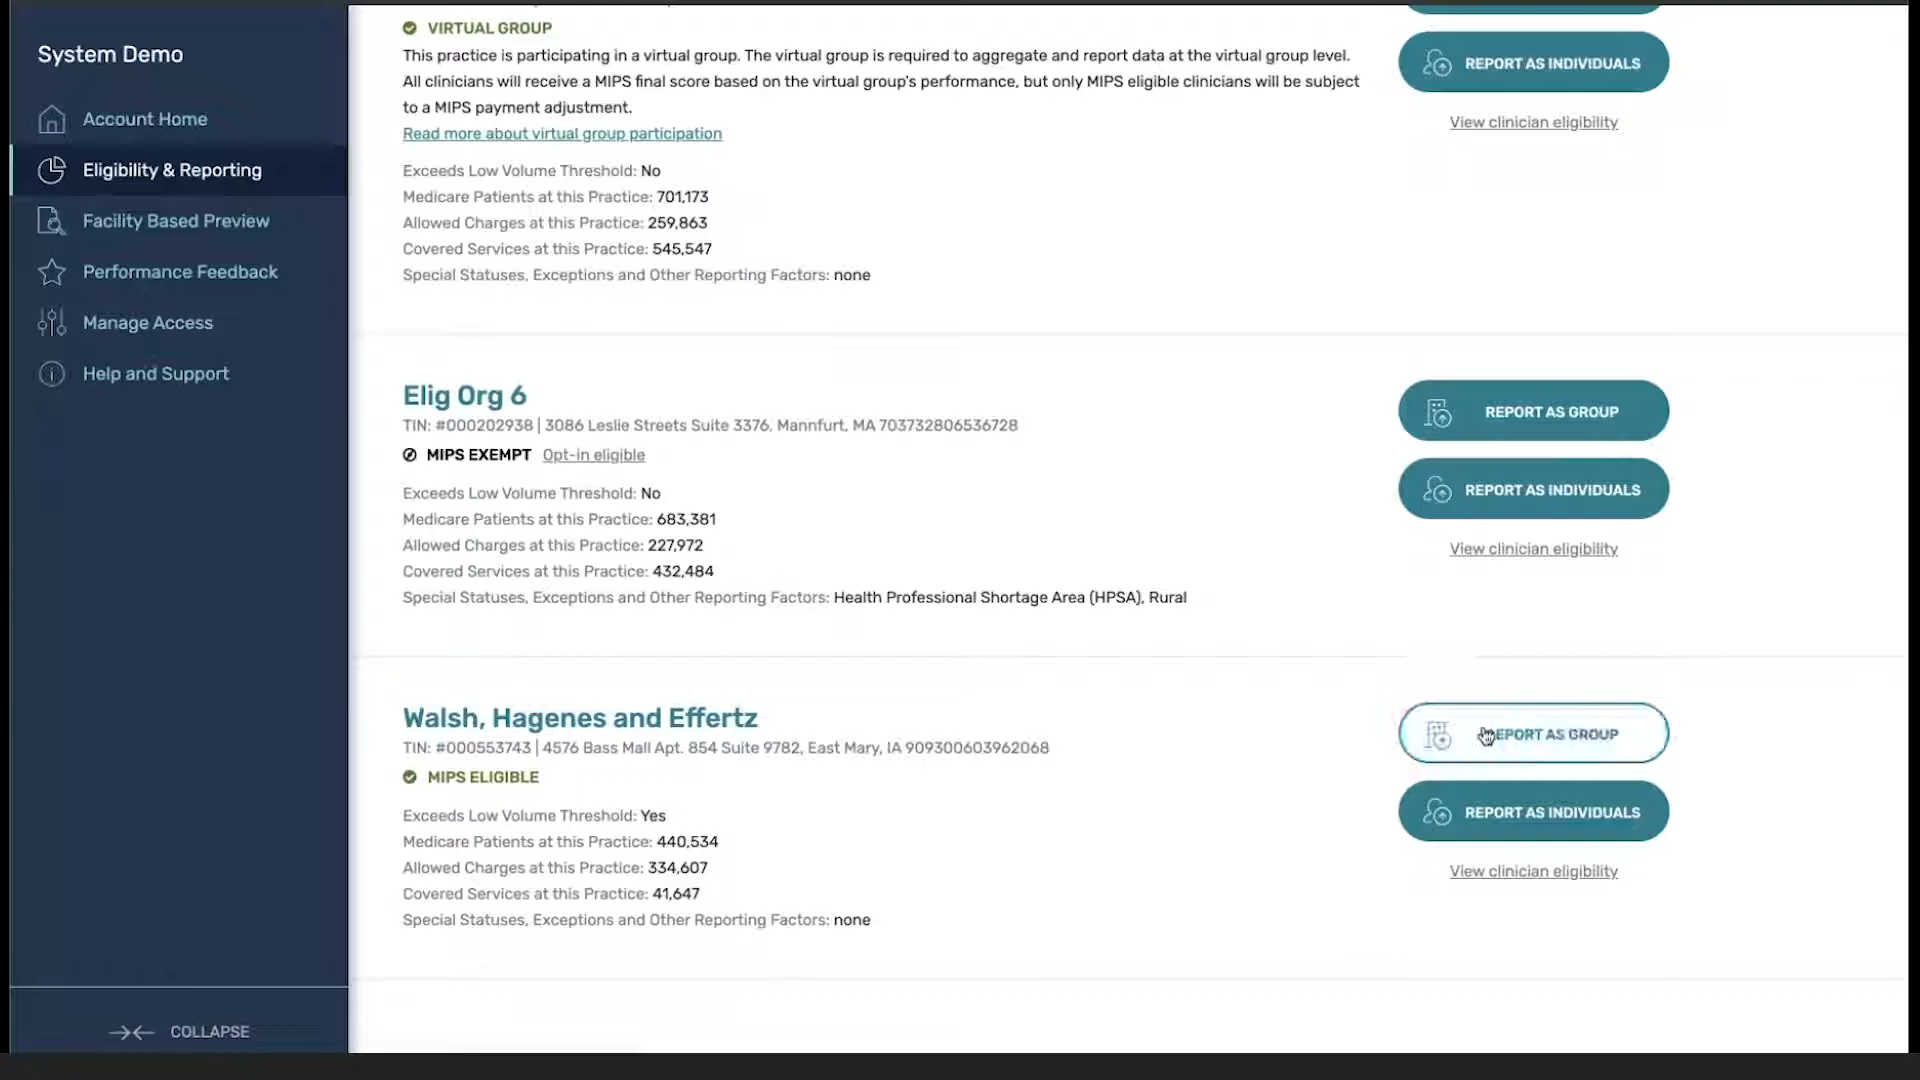 System Demo
Account Home
Eligibility & Reporting
Facility Based Preview
Performance Feedback
Manage Access
Help and Support
COLLAPSE
VIRTUAL GROUP
This practice is participating in a virtual group. The virtual group is required to aggregate and report data at the virtual group level.
All clinicians will receive a MIPS final score based on the virtual group's performance, but only MIPS eligible clinicians will be subject
to a MIPS payment adjustment.
Read more about virtual group participation
Exceeds Low Volume Threshold: No
Medicare Patients at this Practice: 701,173
Allowed Charges at this Practice: 259,863
Covered Services at this Practice: 545,547
Special Statuses, Exceptions and Other Reporting Factors: none
REPORT AS INDIVIDUALS
View clinician eligibility
Elig Org 6
TIN: #000202938 | 3086 Leslie Streets Suite 3376, Mannfurt, MA 703732806536728
MIPS EXEMPT Opt-in eligible
Exceeds Low Volume Threshold: No
Medicare Patients at this Practice: 683,381
Allowed Charges at this Practice: 227,972
Covered Services at this Practice: 432,484
Special Statuses, Exceptions and Other Reporting Factors: Health Professional Shortage Area (HPSA), Rural
REPORT AS GROUP
REPORT AS INDIVIDUALS
View clinician eligibility
Walsh, Hagenes and Effertz
TIN: #000553743 | 4576 Bass Mall Apt. 854 Suite 9782, East Mary, IA 909300603962068
MIPS ELIGIBLE
Exceeds Low Volume Threshold: Yes
Medicare Patients at this Practice: 440,534
Allowed Charges at this Practice: 334,607
Covered Services at this Practice: 41,647
Special Statuses, Exceptions and Other Reporting Factors: none
REPORT AS GROUP
REPORT AS INDIVIDUALS
View clinician eligibility